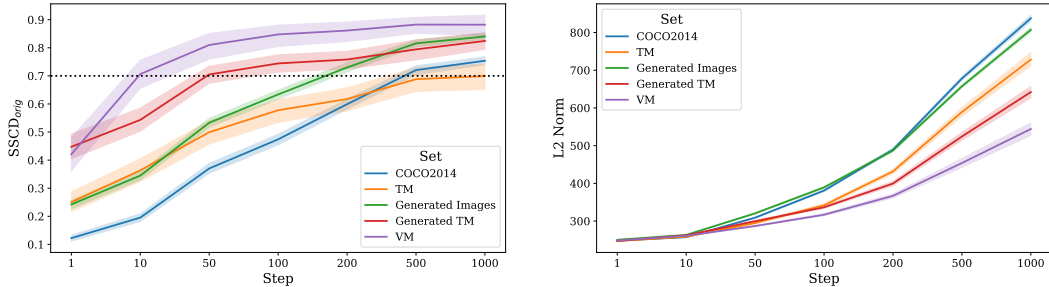 0.9
0.8
0.7
0.6
0.5
0.4
0.3
0.2
0.1
SSCD_orig
1 10 50 100 200 500 1000
Step
Set
COCO2014
TM
Generated Images
Generated TM
VM
800
700
600
500
400
300
L2 Norm
1 10 50 100 200 500 1000
Step
Set
COCO2014
TM
Generated Images
Generated TM
VM